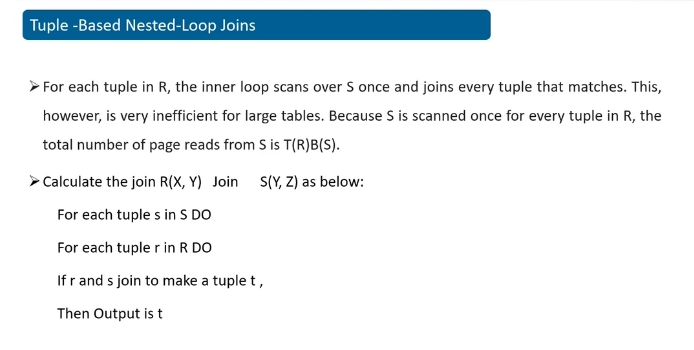 Tuple -Based Nested-Loop Joins
➢ For each tuple in R, the inner loop scans over S once and joins every tuple that matches. This,
however, is very inefficient for large tables. Because S is scanned once for every tuple in R, the
total number of page reads from S is T(R)B(S).
➢ Calculate the join R(X, Y) Join S(Y, Z) as below:
For each tuple s in S DO
For each tuple r in R DO
If r and s join to make a tuple t ,
Then Output is t